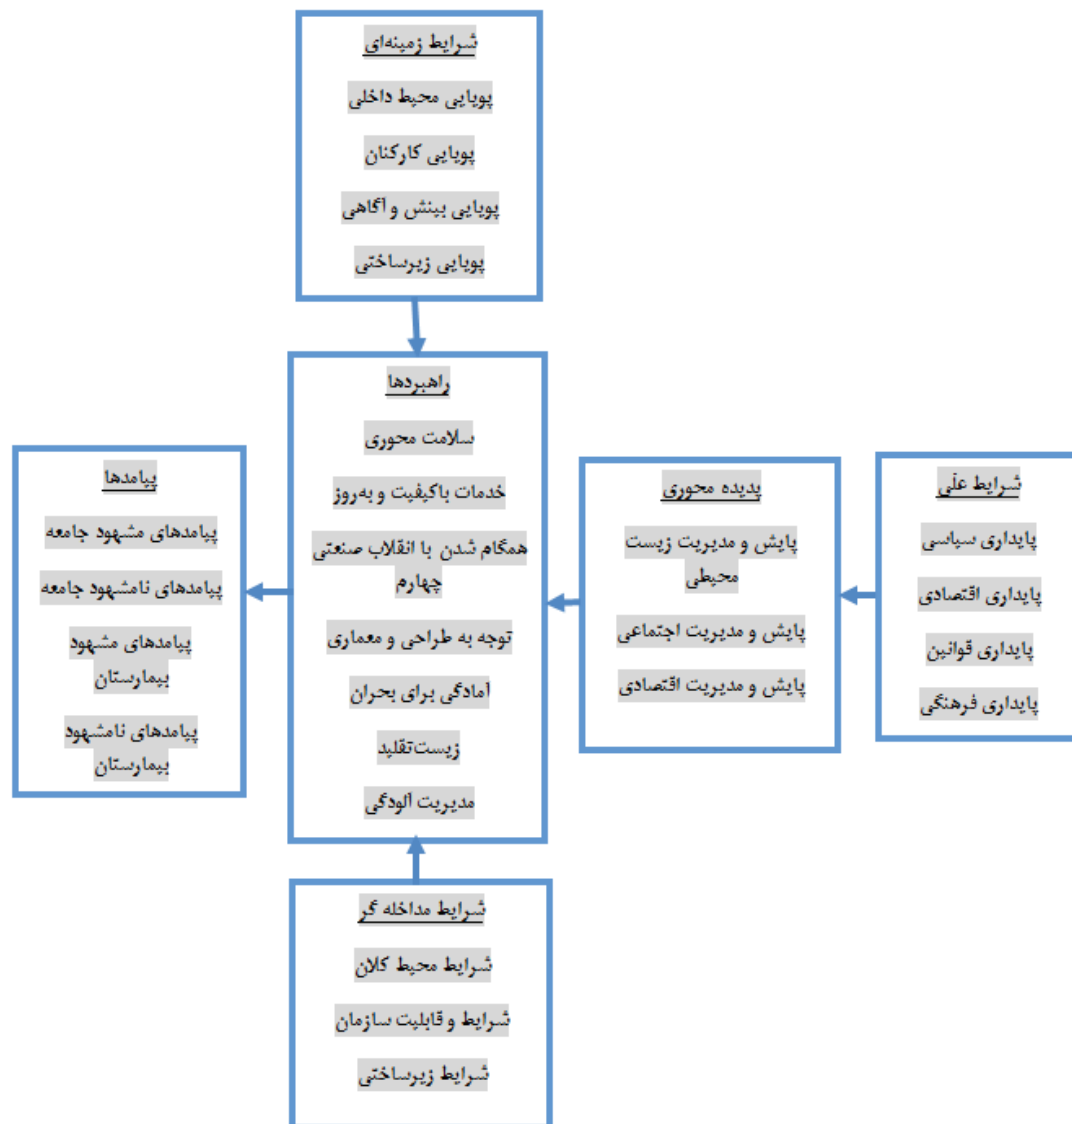 شرایط زمینه‌ای
پویایی محیط داخلی
پویایی کارکنان
پویایی بینش و آگاهی
پویایی زیرساختی
شرایط علّی
پایداری سیاسی
پایداری اقتصادی
پایداری قوانین
پایداری فرهنگی
پدیده محوری
پایش و مدیریت زیست
محیطی
پایش و مدیریت اجتماعی
پایش و مدیریت اقتصادی
راهبردها
سلامت محوری
خدمات باکیفیت و به‌روز
همگام شدن با انقلاب صنعتی
چهارم
توجه به طراحی و معماری
آمادگی برای بحران
زیست‌تقلید
مدیریت آلودگی
پیامدها
پیامدهای مشهود جامعه
پیامدهای نامشهود جامعه
پیامدهای مشهود
بیمارستان
پیامدهای نامشهود
بیمارستان
شرایط مداخله گر
شرایط محیط کلان
شرایط و قابلیت سازمان
شرایط زیرساختی